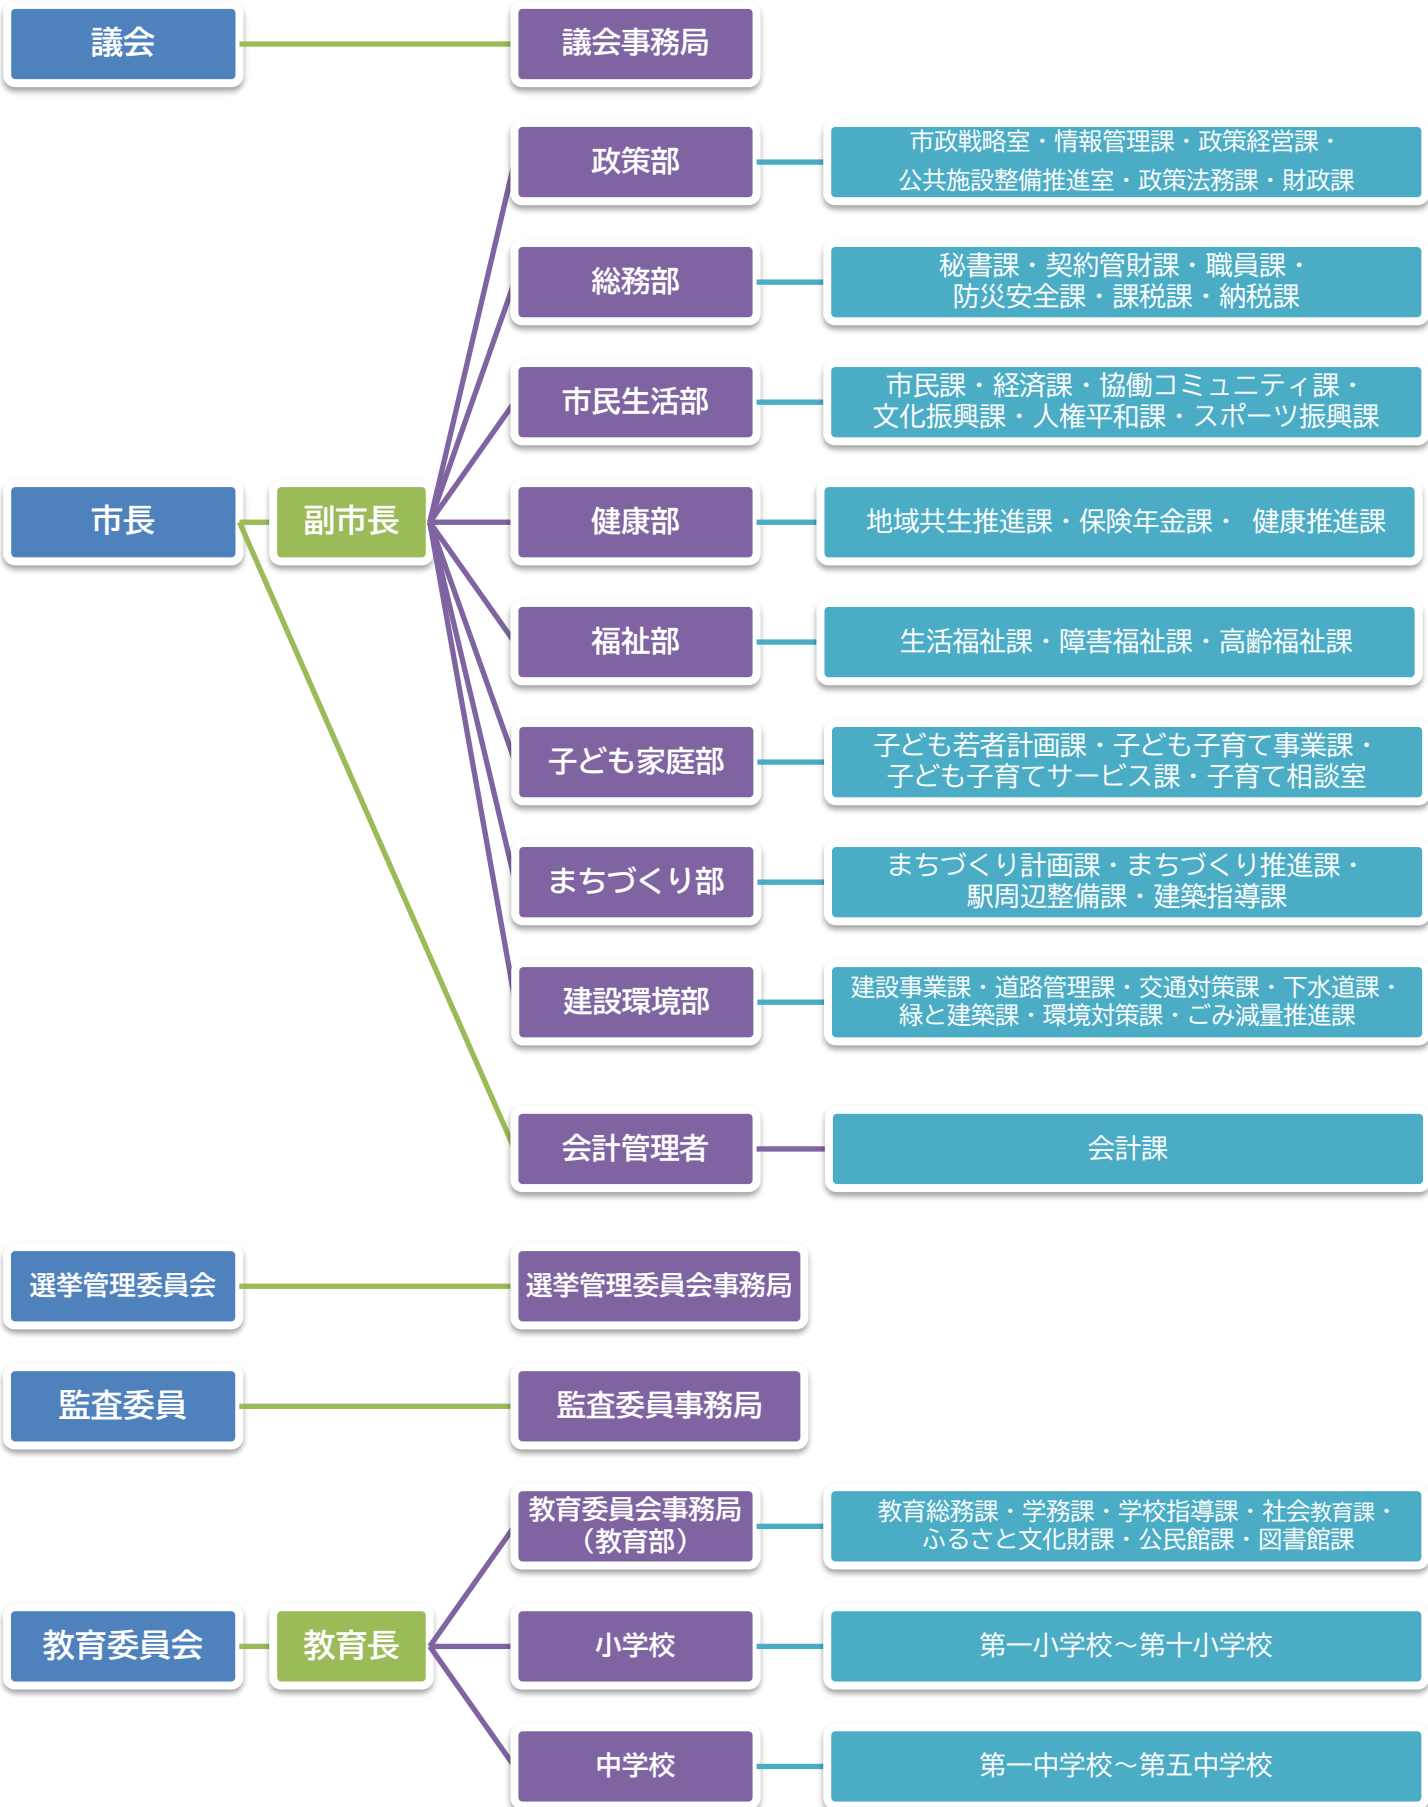 議会
議会事務局
政策部
市政戦略室・情報管理課・政策経営課・
公共施設整備推進室・政策法務課・財政課
総務部
秘書課・契約管財課・職員課・
防災安全課・課税課・納税課
市民生活部
市民課・経済課・協働コミュニティ課・
文化振興課・人権平和課・スポーツ振興課
市長
副市長
健康部
地域共生推進課・保険年金課・ 健康推進課
福祉部
生活福祉課・障害福祉課・高齢福祉課
子ども家庭部
子ども若者計画課・子ども子育て事業課・
子ども子育てサービス課・子育て相談室
まちづくり部
まちづくり計画課・まちづくり推進課・
駅周辺整備課・建築指導課
建設環境部
建設事業課・道路管理課・交通対策課・下水道課・
緑と建築課・環境対策課・ごみ減量推進課
会計管理者
会計課
選挙管理委員会
選挙管理委員会事務局
監査委員
監査委員事務局
教育委員会事務局
（教育部）
教育総務課・学務課・学校指導課・社会教育課・
ふるさと文化財課・公民館課・図書館課
教育委員会
教育長
小学校
第一小学校～第十小学校
中学校
第一中学校～第五中学校